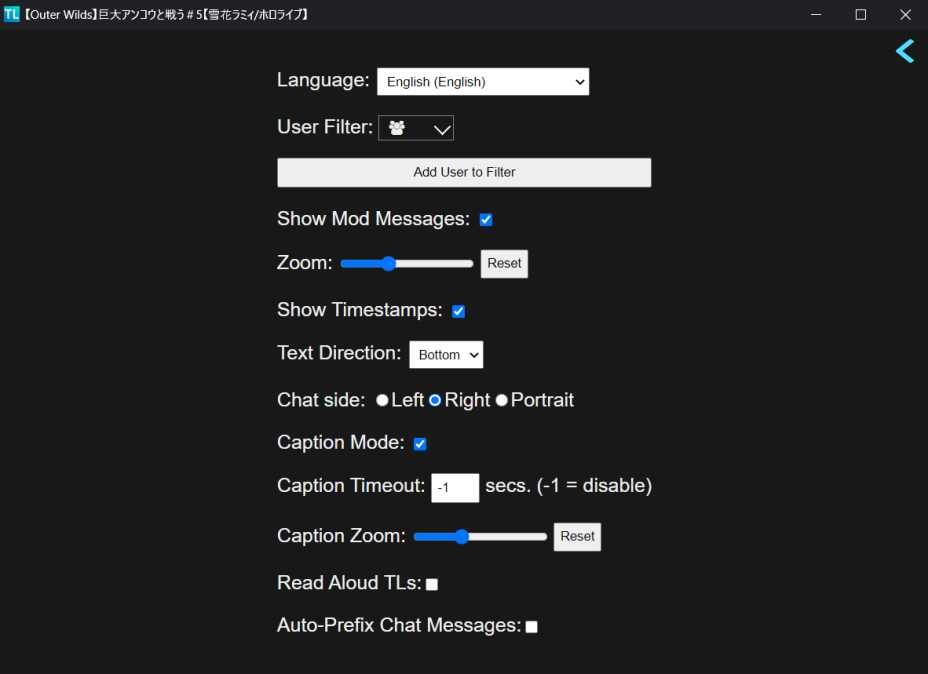 TL 【Outer Wilds】巨大アンコウと戦う#5【雪花ラミィ/ホロライブ】
Language: English (English)
User Filter:
Add User to Filter
Show Mod Messages:
Zoom: Reset
Show Timestamps:
Text Direction: Bottom
Chat side: Left Right Portrait
Caption Mode:
Caption Timeout: -1 secs. (-1 = disable)
Caption Zoom: Reset
Read Aloud TLs:
Auto-Prefix Chat Messages: